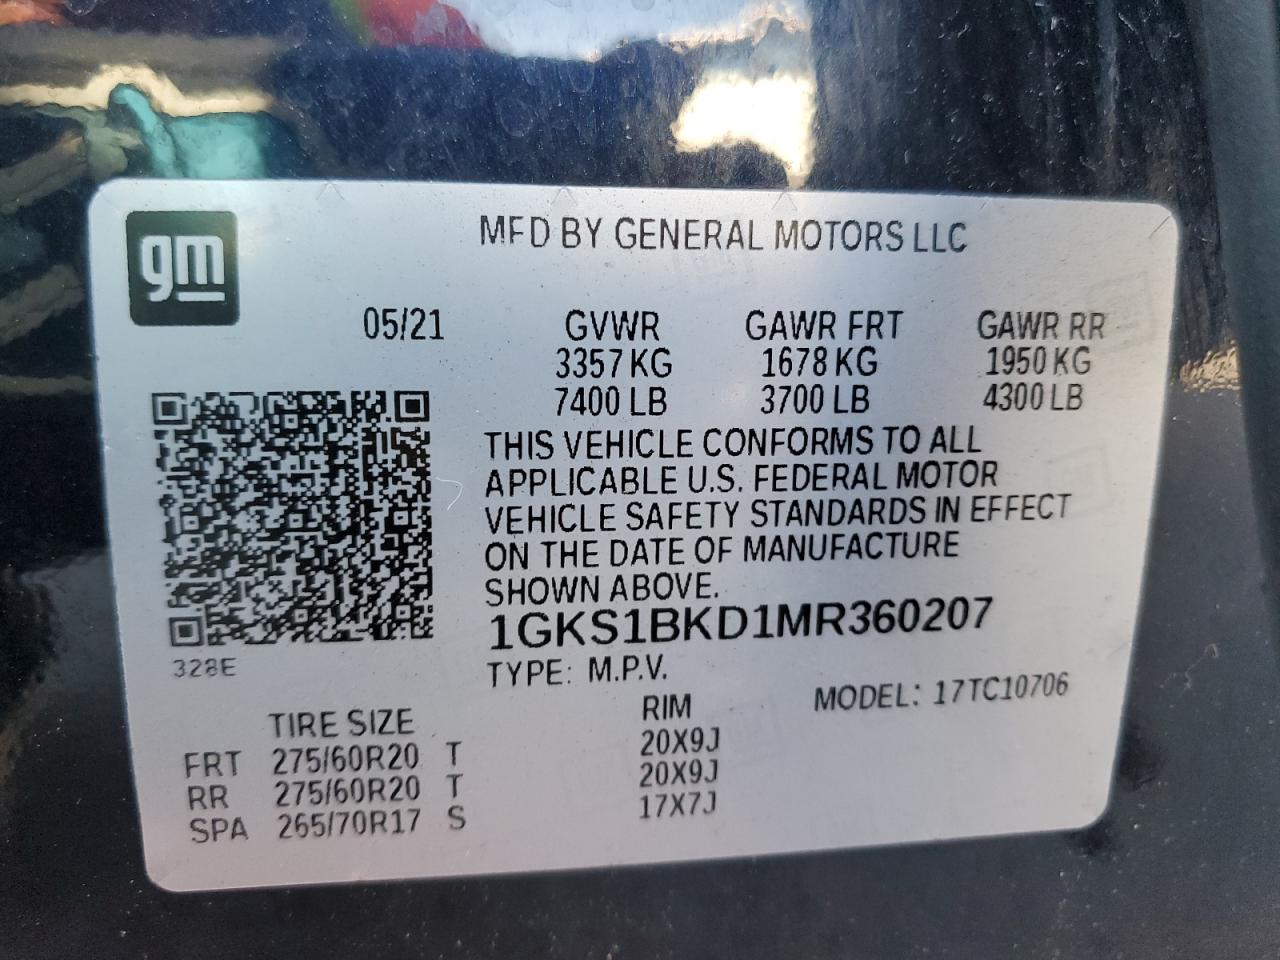 gm
MFD BY GENERAL MOTORS LLC
05/21 GVWR GAWR FRT GAWR RR
3357 KG 1678 KG 1950 KG
7400 LB 3700 LB 4300 LB
THIS VEHICLE CONFORMS TO ALL
APPLICABLE U.S. FEDERAL MOTOR
VEHICLE SAFETY STANDARDS IN EFFECT
ON THE DATE OF MANUFACTURE
SHOWN ABOVE.
1GKS1BKD1MR360207
328E
TYPE: M.P.V. MODEL: 17TC10706
TIRE SIZE RIM
FRT 275/60R20 T 20X9J
RR 275/60R20 T 20X9J
SPA 265/70R17 S 17X7J